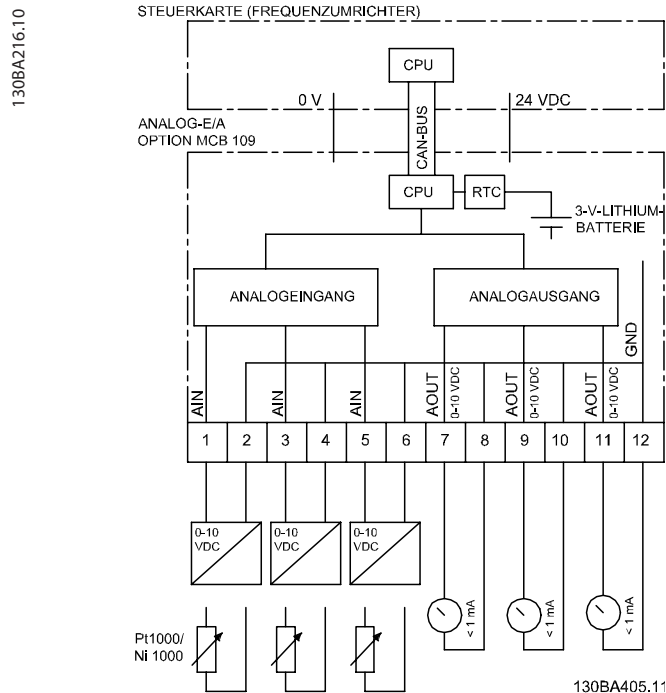 130BA216.10
STEUERKARTE (FREQUENZUMRICHTER)
CPU
0 V
24 VDC
CAN-BUS
ANALOG-E/A
OPTION MCB 109
CPU
RTC
3-V-LITHIUM-
BATTERIE
ANALOGEINGANG
ANALOGAUSGANG
GND
AIN
AIN
AIN
AOUT
0-10 VDC
AOUT
0-10 VDC
AOUT
0-10 VDC
1 2 3 4 5 6 7 8 9 10 11 12
0-10
VDC
0-10
VDC
0-10
VDC
< 1 mA
< 1 mA
< 1 mA
Pt1000/
Ni 1000
130BA405.11